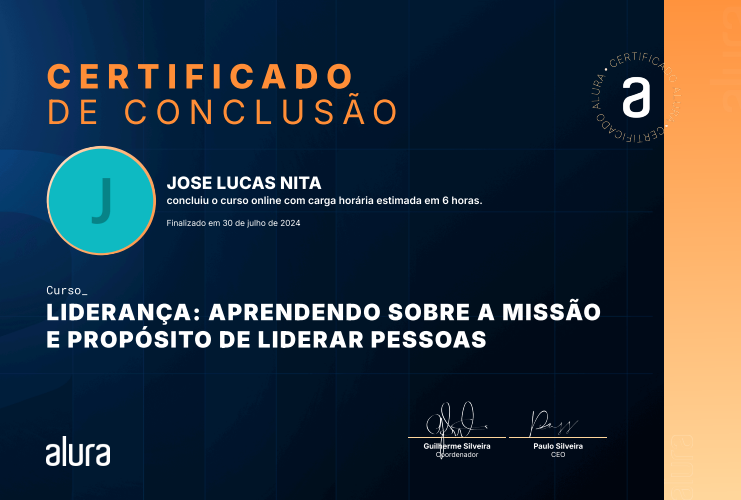 CERTIFICADO
DE CONCLUSÃO
CERTIFICADO ALURA • CERTIFICADO ALURA •
a
J
JOSE LUCAS NITA
concluiu o curso online com carga horária estimada em 6 horas.
Finalizado em 30 de julho de 2024
Curso_
LIDERANÇA: APRENDENDO SOBRE A MISSÃO
E PROPÓSITO DE LIDERAR PESSOAS
Guilherme Silveira
Coordenador
Paulo Silveira
CEO
alura